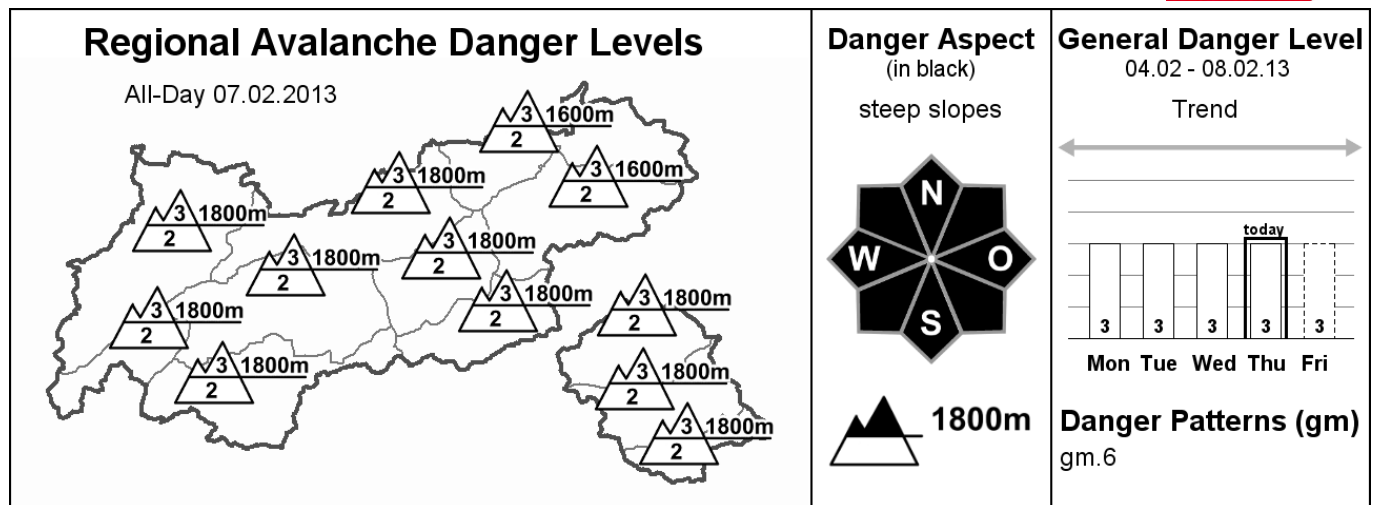 Regional Avalanche Danger Levels
All-Day 07.02.2013
3 1600m
2
3 1600m
2
3 1800m
2
3 1800m
2
3 1800m
2
3 1800m
2
3 1800m
2
3 1800m
2
3 1800m
2
3 1800m
2
3 1800m
2
3 1800m
2
Danger Aspect
(in black)
steep slopes
N
W O
S
1800m
General Danger Level
04.02 - 08.02.13
Trend
today
3 3 3 3 3
Mon Tue Wed Thu Fri
Danger Patterns (gm)
gm.6